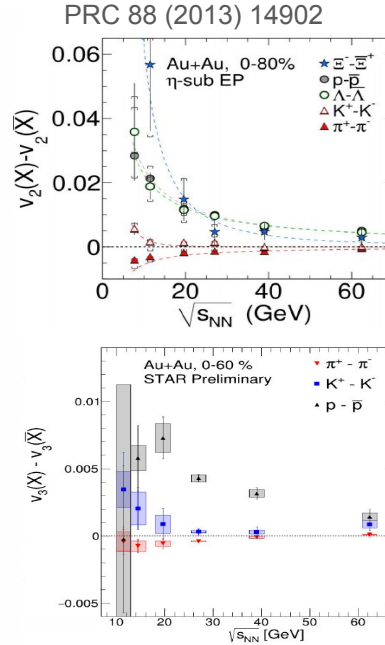 PRC 88 (2013) 14902
Au+Au, 0-80%
η-sub EP
Ξ⁻-Ξ̅⁺
p-p̅
Λ-Λ̅
K⁺-K⁻
π⁺-π⁻
v₂(X)-v₂(X̅)
0.06
0.04
0.02
0
0 20 40 60
√sNN (GeV)
Au+Au, 0-60 %
STAR Preliminary
π⁺ - π⁻
K⁺ - K⁻
p - p̅
v₃(X) - v₃(X̅)
0.01
0.005
0
-0.005
10 20 30 40 50 60
√sNN [GeV]